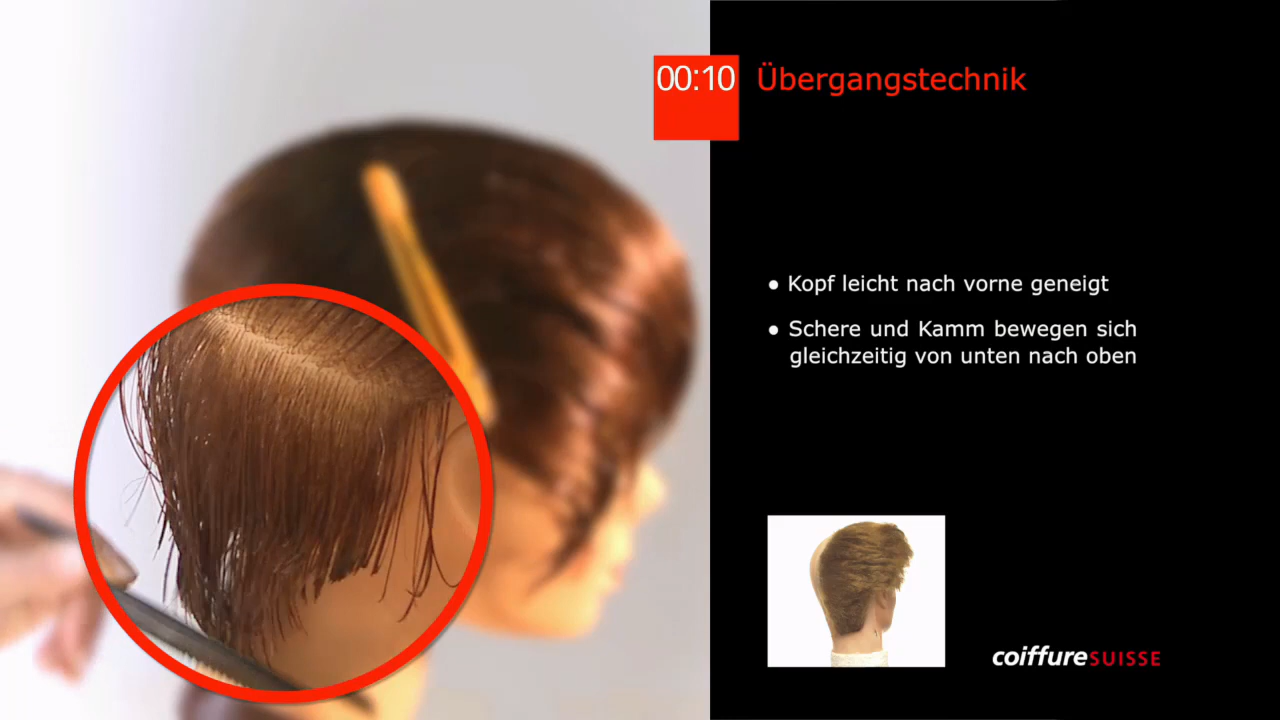 00:10 Übergangstechnik
● Kopf leicht nach vorne geneigt
● Schere und Kamm bewegen sich
gleichzeitig von unten nach oben
coiffureSUISSE